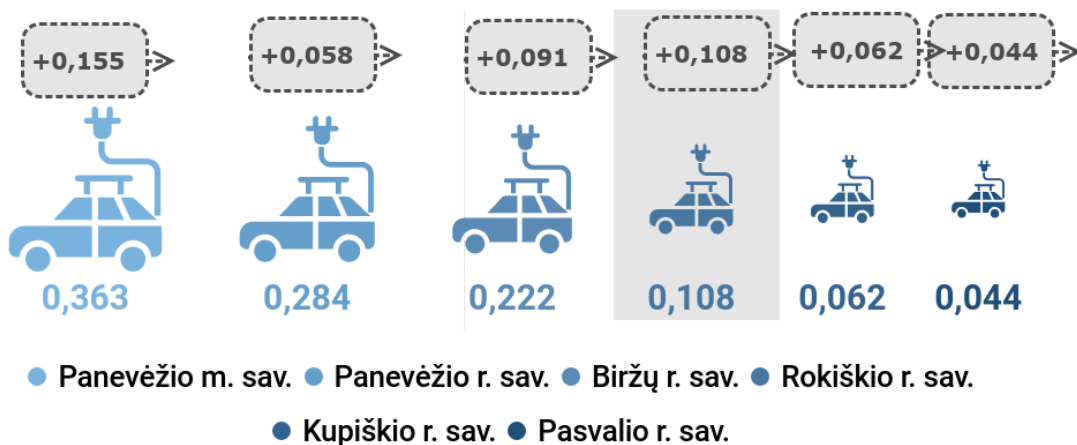 +0,155 +0,058 +0,091 +0,108 +0,062 +0,044
0,363 0,284 0,222 0,108 0,062 0,044
Panevėžio m. sav. Panevėžio r. sav. Biržų r. sav. Rokiškio r. sav.
Kupiškio r. sav. Pasvalio r. sav.